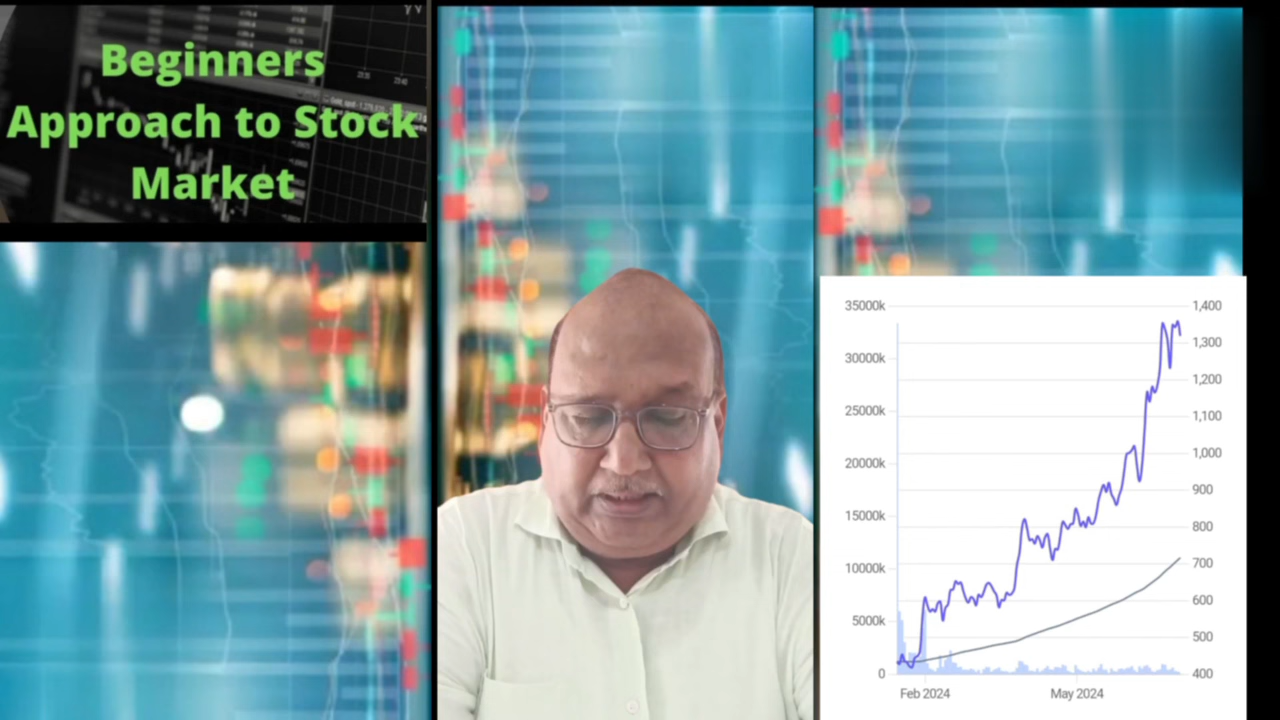 Beginners
Approach to Stock
Market
35000k
30000k
25000k
20000k
15000k
10000k
5000k
0
1,400
1,300
1,200
1,100
1,000
900
800
700
600
500
400
Feb 2024
May 2024